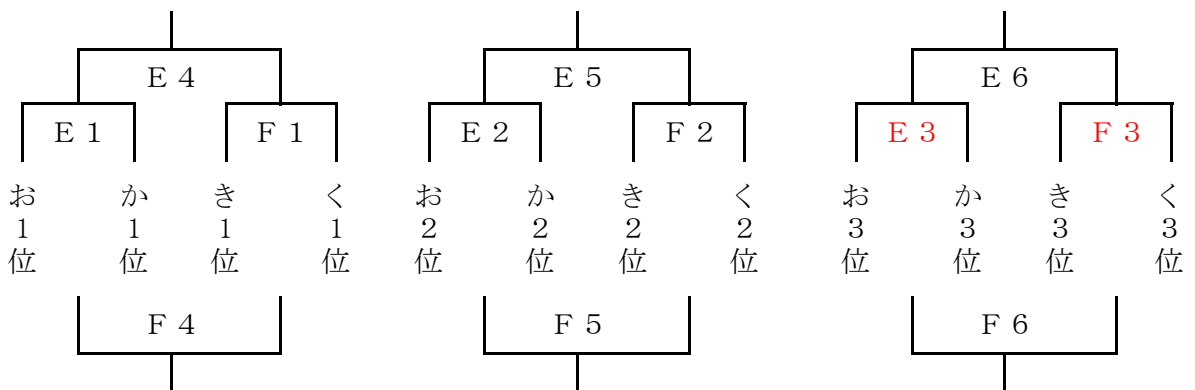 Ｅ４ Ｅ５ Ｅ６
Ｅ１ Ｆ１ Ｅ２ Ｆ２ Ｅ３ Ｆ３
お１位 か１位 き１位 く１位 お２位 か２位 き２位 く２位 お３位 か３位 き３位 く３位
Ｆ４ Ｆ５ Ｆ６